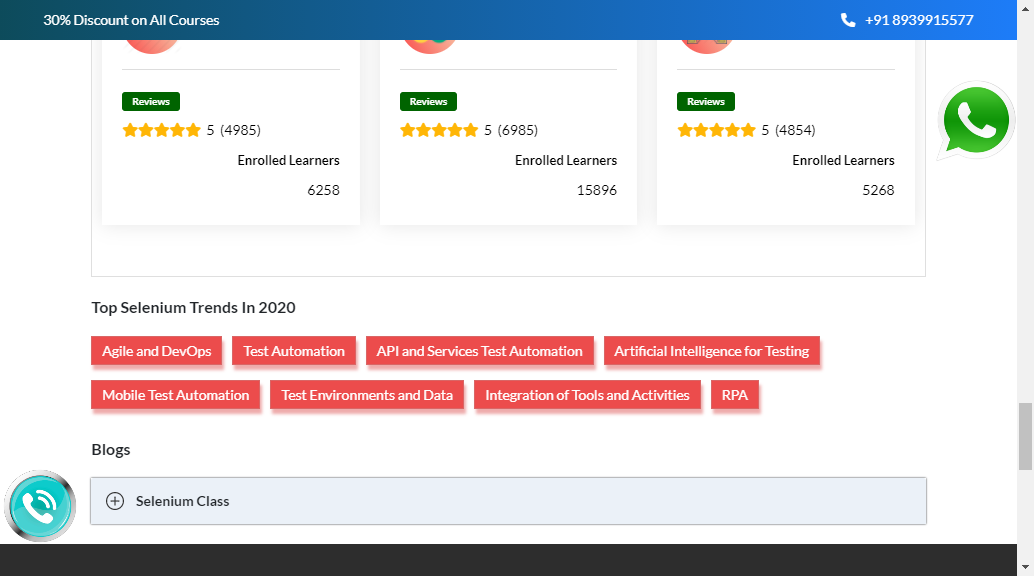 30% Discount on All Courses +91 8939915577
Reviews Reviews Reviews
5 (4985) 5 (6985) 5 (4854)
Enrolled Learners Enrolled Learners Enrolled Learners
6258 15896 5268
Top Selenium Trends In 2020
Agile and DevOps Test Automation API and Services Test Automation Artificial Intelligence for Testing
Mobile Test Automation Test Environments and Data Integration of Tools and Activities RPA
Blogs
Selenium Class